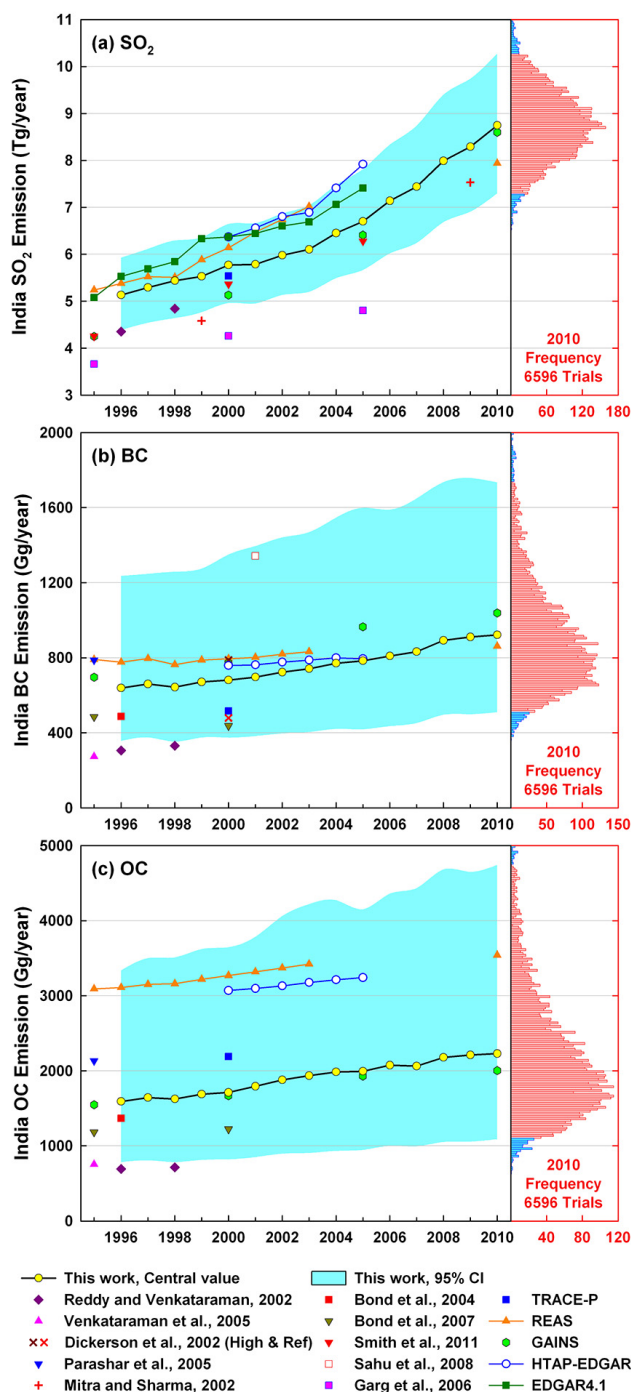 (a) SO2
India SO2 Emission (Tg/year)
11
10
9
8
7
6
5
4
3
1996 1998 2000 2002 2004 2006 2008 2010
2010
Frequency
6596 Trials
60 120 180
(b) BC
India BC Emission (Gg/year)
2000
1600
1200
800
400
0
1996 1998 2000 2002 2004 2006 2008 2010
2010
Frequency
6596 Trials
50 100 150
(c) OC
India OC Emission (Gg/year)
5000
4000
3000
2000
1000
0
1996 1998 2000 2002 2004 2006 2008 2010
2010
Frequency
6596 Trials
40 80 120
This work, Central value
This work, 95% CI
Reddy and Venkataraman, 2002
Bond et al., 2004
TRACE-P
Venkataraman et al., 2005
Bond et al., 2007
REAS
Dickerson et al., 2002 (High & Ref)
Smith et al., 2011
GAINS
Parashar et al., 2005
Sahu et al., 2008
HTAP-EDGAR
Mitra and Sharma, 2002
Garg et al., 2006
EDGAR4.1